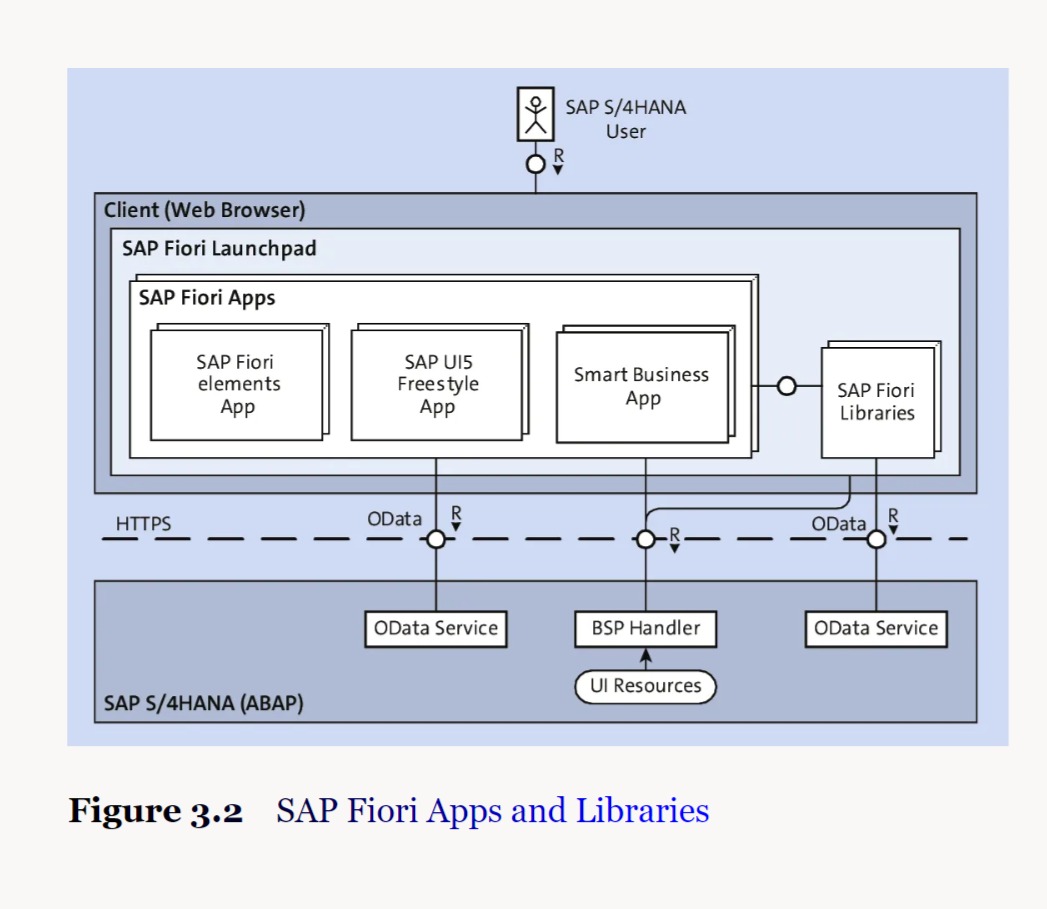 SAP S/4HANA
User
R
Client (Web Browser)
SAP Fiori Launchpad
SAP Fiori Apps
SAP Fiori
elements
App
SAP UI5
Freestyle
App
Smart Business
App
SAP Fiori
Libraries
HTTPS
OData
R
R
OData
R
OData Service
BSP Handler
OData Service
UI Resources
SAP S/4HANA (ABAP)
Figure 3.2 SAP Fiori Apps and Libraries